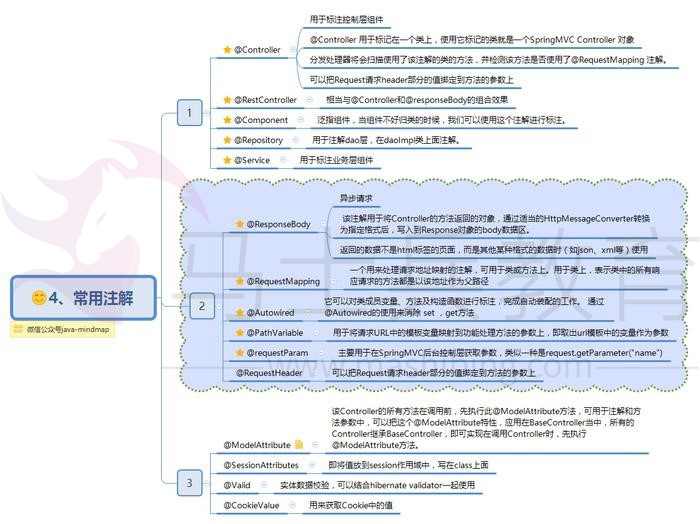 用于标注控制层组件
@Controller
@Controller 用于标记在一个类上，使用它标记的类就是一个SpringMVC Controller 对象
分发处理器将会扫描使用了该注解的类的方法，并检测该方法是否使用了@RequestMapping 注解。
可以把Request请求header部分的值绑定到方法的参数上
1
@RestController
相当与@Controller和@responseBody的组合效果
@Component
泛指组件，当组件不好归类的时候，我们可以使用这个注解进行标注。
@Repository
用于注解dao层，在daoImpl类上面注解。
@Service
用于标注业务层组件
异步请求
@ResponseBody
该注解用于将Controller的方法返回的对象，通过适当的HttpMessageConverter转换
为指定格式后，写入到Response对象的body数据区。
返回的数据不是html标签的页面，而是其他某种格式的数据时（如json、xml等）使用
@RequestMapping
一个用来处理请求地址映射的注解，可用于类或方法上。用于类上，表示类中的所有响
应请求的方法都是以该地址作为父路径
4、常用注解
2
@Autowired
它可以对类成员变量、方法及构造函数进行标注，完成自动装配的工作。 通过
@Autowired的使用来消除 set ，get方法
微信公众号java-mindmap
@PathVariable
用于将请求URL中的模板变量映射到功能处理方法的参数上，即取出uri模板中的变量作为参数
@requestParam
主要用于在SpringMVC后台控制层获取参数，类似一种是request.getParameter("name")
@RequestHeader
可以把Request请求header部分的值绑定到方法的参数上
该Controller的所有方法在调用前，先执行此@ModelAttribute方法，可用于注解和方
法参数中，可以把这个@ModelAttribute特性，应用在BaseController当中，所有的
@ModelAttribute
Controller继承BaseController，即可实现在调用Controller时，先执行
@ModelAttribute方法。
@SessionAttributes
即将值放到session作用域中，写在class上面
3
@Valid
实体数据校验，可以结合hibernate validator一起使用
@CookieValue
用来获取Cookie中的值